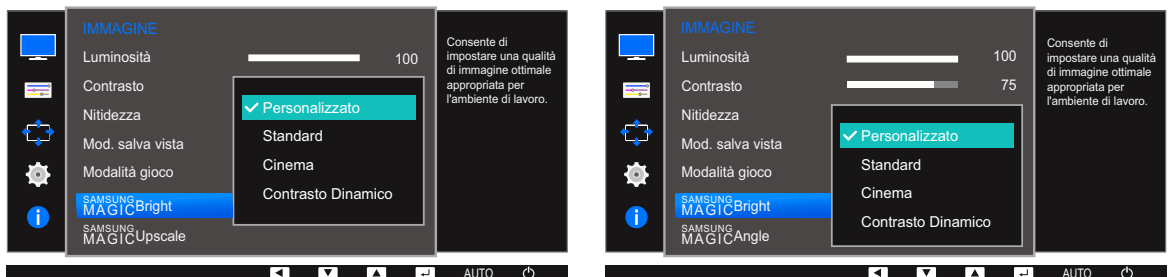 IMMAGINE
Luminosità 100
Contrasto
Nitidezza
Mod. salva vista
Modalità gioco
SAMSUNG
MAGICBright
SAMSUNG
MAGICUpscale
Personalizzato
Standard
Cinema
Contrasto Dinamico
Consente di
impostare una qualità
di immagine ottimale
appropriata per
l'ambiente di lavoro.
AUTO
IMMAGINE
Luminosità 100
Contrasto 75
Nitidezza
Mod. salva vista
Modalità gioco
SAMSUNG
MAGICBright
SAMSUNG
MAGICAngle
Personalizzato
Standard
Cinema
Contrasto Dinamico
Consente di
impostare una qualità
di immagine ottimale
appropriata per
l'ambiente di lavoro.
AUTO